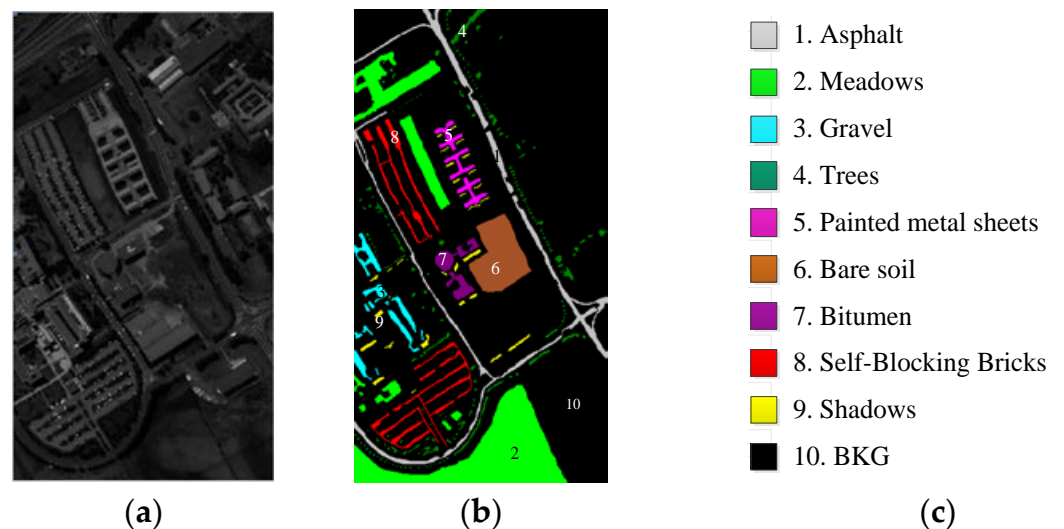 4
8
5
1
7
6
3
9
10
2
1. Asphalt
2. Meadows
3. Gravel
4. Trees
5. Painted metal sheets
6. Bare soil
7. Bitumen
8. Self-Blocking Bricks
9. Shadows
10. BKG
(a)
(b)
(c)